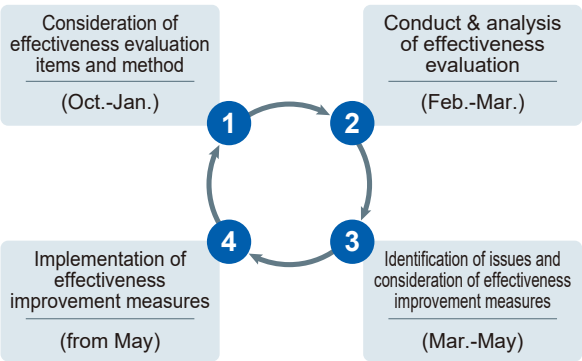 Consideration of
effectiveness evaluation
items and method
(Oct.-Jan.)
1
Conduct & analysis
of effectiveness
evaluation
(Feb.-Mar.)
2
3
Identification of issues and
consideration of effectiveness
improvement measures
(Mar.-May)
4
Implementation of
effectiveness
improvement measures
(from May)